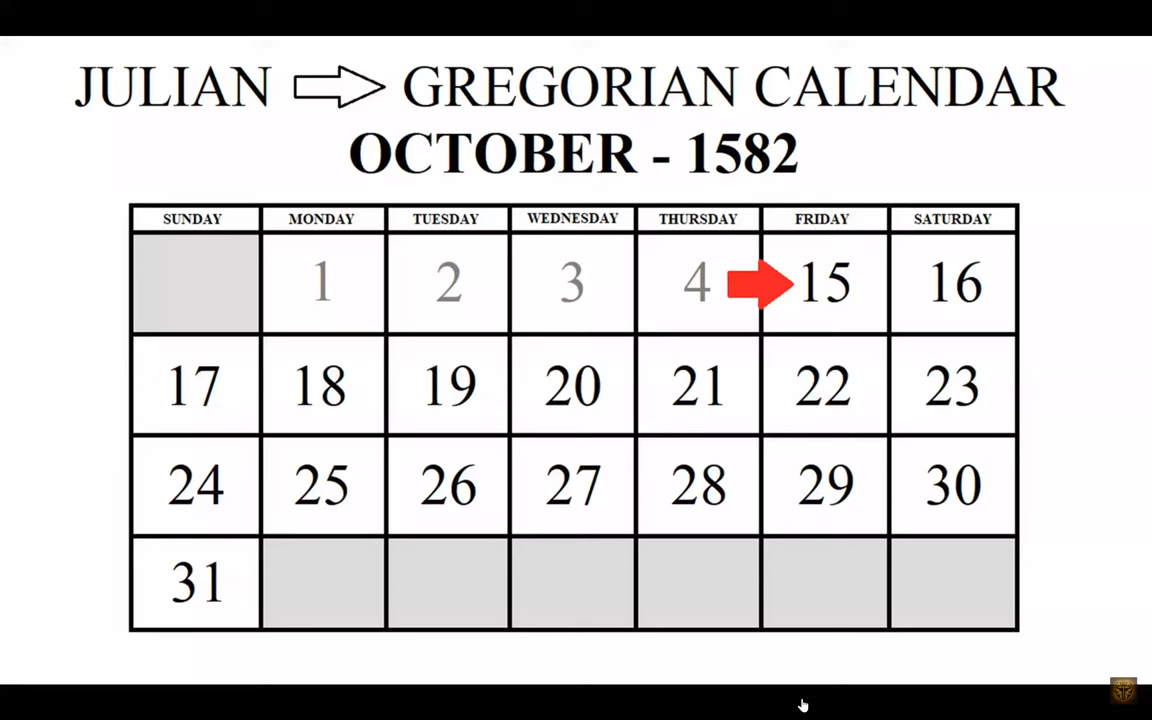 JULIAN GREGORIAN CALENDAR
OCTOBER - 1582
SUNDAY MONDAY TUESDAY WEDNESDAY THURSDAY FRIDAY SATURDAY
1 2 3 4 15 16
17 18 19 20 21 22 23
24 25 26 27 28 29 30
31